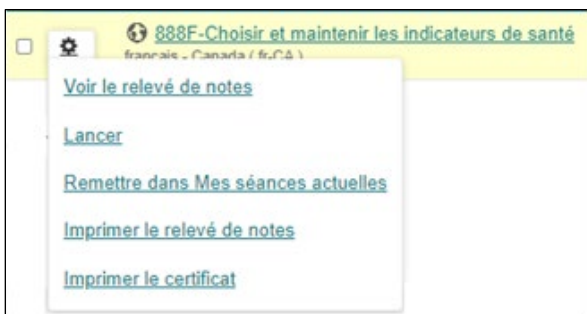 888F-Choisir et maintenir les indicateurs de santé
français - Canada ( fr-CA )
Voir le relevé de notes
Lancer
Remettre dans Mes séances actuelles
Imprimer le relevé de notes
Imprimer le certificat